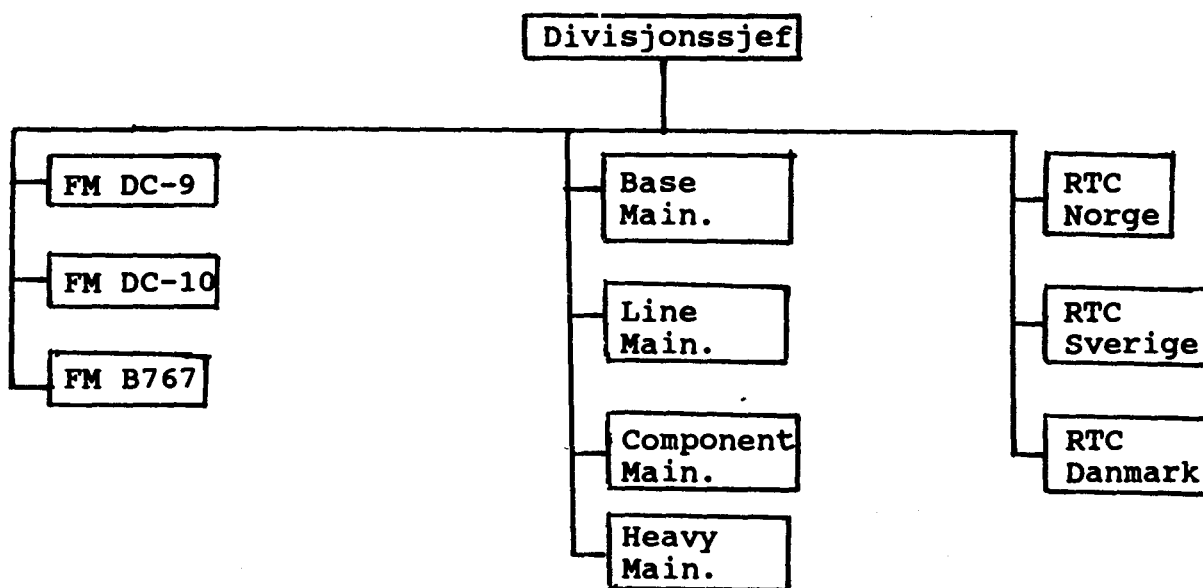 Divisjonssjef
FM DC-9
FM DC-10
FM B767
Base
Main.
Line
Main.
Component
Main.
Heavy
Main.
RTC
Norge
RTC
Sverige
RTC
Danmark